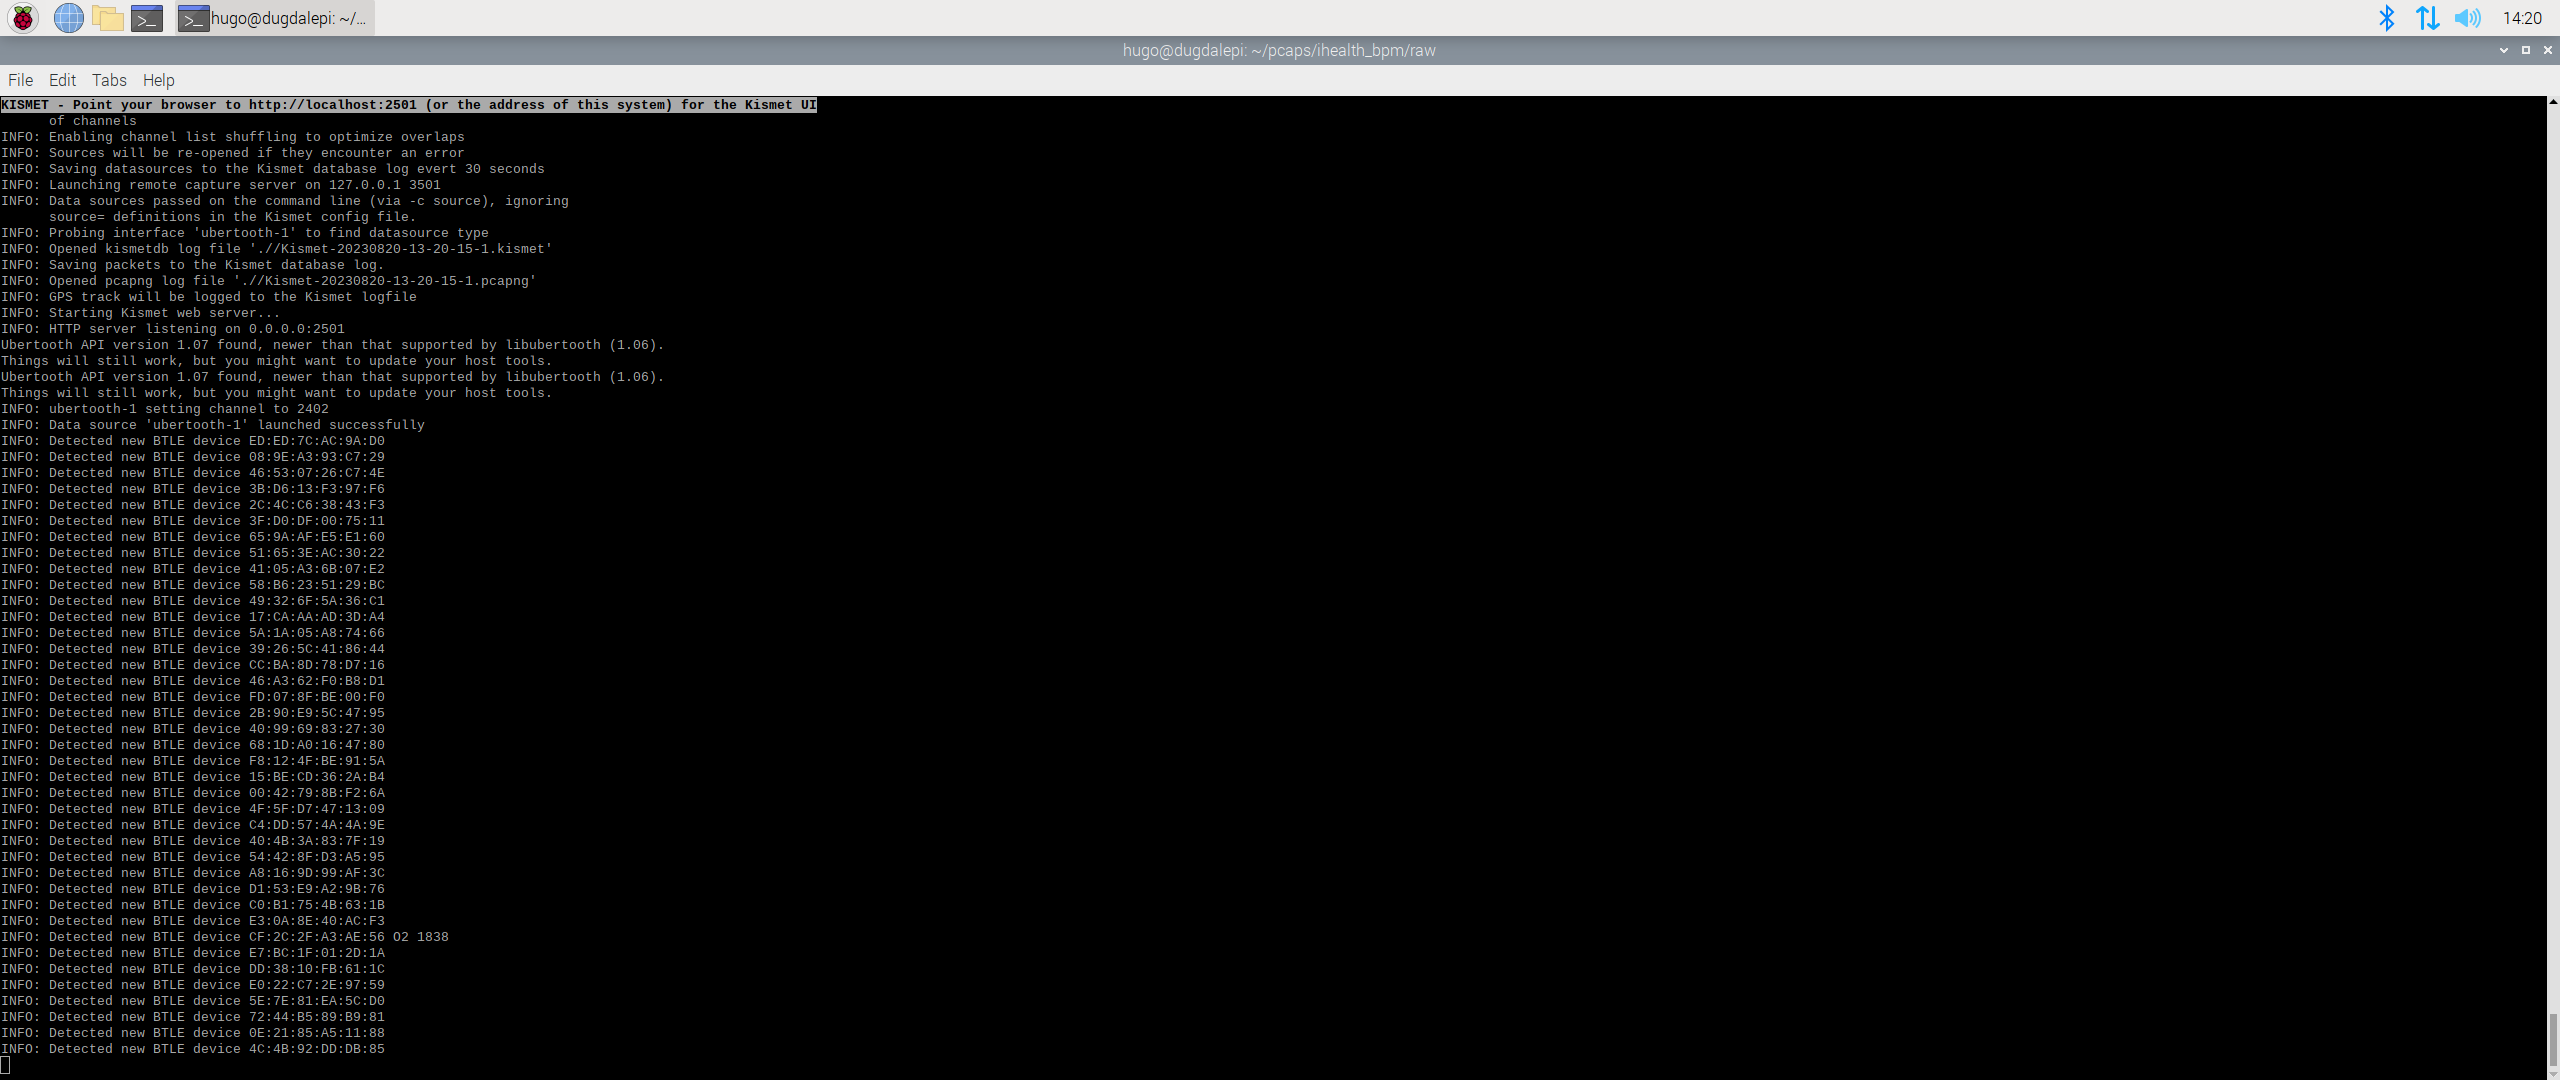 hugo@dugdalepi: ~/...
14:20
hugo@dugdalepi: ~/pcaps/ihealth_bpm/raw
File Edit Tabs Help
KISMET - Point your browser to http://localhost:2501 (or the address of this system) for the Kismet UI
of channels
INFO: Enabling channel list shuffling to optimize overlaps
INFO: Sources will be re-opened if they encounter an error
INFO: Saving datasources to the Kismet database log evert 30 seconds
INFO: Launching remote capture server on 127.0.0.1 3501
INFO: Data sources passed on the command line (via -c source), ignoring
source= definitions in the Kismet config file.
INFO: Probing interface 'ubertooth-1' to find datasource type
INFO: Opened kismetdb log file './/Kismet-20230820-13-20-15-1.kismet'
INFO: Saving packets to the Kismet database log.
INFO: Opened pcapng log file './/Kismet-20230820-13-20-15-1.pcapng'
INFO: GPS track will be logged to the Kismet logfile
INFO: Starting Kismet web server...
INFO: HTTP server listening on 0.0.0.0:2501
Ubertooth API version 1.07 found, newer than that supported by libubertooth (1.06).
Things will still work, but you might want to update your host tools.
Ubertooth API version 1.07 found, newer than that supported by libubertooth (1.06).
Things will still work, but you might want to update your host tools.
INFO: ubertooth-1 setting channel to 2402
INFO: Data source 'ubertooth-1' launched successfully
INFO: Detected new BTLE device ED:ED:7C:AC:9A:D0
INFO: Detected new BTLE device 08:9E:A3:93:C7:29
INFO: Detected new BTLE device 46:53:07:26:C7:4E
INFO: Detected new BTLE device 3B:D6:13:F3:97:F6
INFO: Detected new BTLE device 2C:4C:C6:38:43:F3
INFO: Detected new BTLE device 3F:D0:DF:00:75:11
INFO: Detected new BTLE device 65:9A:AF:E5:E1:60
INFO: Detected new BTLE device 51:65:3E:AC:30:22
INFO: Detected new BTLE device 41:05:A3:6B:07:E2
INFO: Detected new BTLE device 58:B6:23:51:29:BC
INFO: Detected new BTLE device 49:32:6F:5A:36:C1
INFO: Detected new BTLE device 17:CA:AA:AD:3D:A4
INFO: Detected new BTLE device 5A:1A:05:A8:74:66
INFO: Detected new BTLE device 39:26:5C:41:86:44
INFO: Detected new BTLE device CC:BA:8D:78:D7:16
INFO: Detected new BTLE device 46:A3:62:F0:B8:D1
INFO: Detected new BTLE device FD:07:8F:BE:00:F0
INFO: Detected new BTLE device 2B:90:E9:5C:47:95
INFO: Detected new BTLE device 40:99:69:83:27:30
INFO: Detected new BTLE device 68:1D:A0:16:47:80
INFO: Detected new BTLE device F8:12:4F:BE:91:5A
INFO: Detected new BTLE device 15:BE:CD:36:2A:B4
INFO: Detected new BTLE device 00:42:79:8B:F2:6A
INFO: Detected new BTLE device 4F:5F:D7:47:13:09
INFO: Detected new BTLE device C4:DD:57:4A:4A:9E
INFO: Detected new BTLE device 40:4B:3A:83:7F:19
INFO: Detected new BTLE device 54:42:8F:D3:A5:95
INFO: Detected new BTLE device A8:16:9D:99:AF:3C
INFO: Detected new BTLE device D1:53:E9:A2:9B:76
INFO: Detected new BTLE device C0:B1:75:4B:63:1B
INFO: Detected new BTLE device E3:0A:8E:40:AC:F3
INFO: Detected new BTLE device CF:2C:2F:A3:AE:56 O2 1838
INFO: Detected new BTLE device E7:BC:1F:01:2D:1A
INFO: Detected new BTLE device DD:38:10:FB:61:1C
INFO: Detected new BTLE device E0:22:C7:2E:97:59
INFO: Detected new BTLE device 5E:7E:81:EA:5C:D0
INFO: Detected new BTLE device 72:44:B5:89:B9:81
INFO: Detected new BTLE device 0E:21:85:A5:11:88
INFO: Detected new BTLE device 4C:4B:92:DD:DB:85